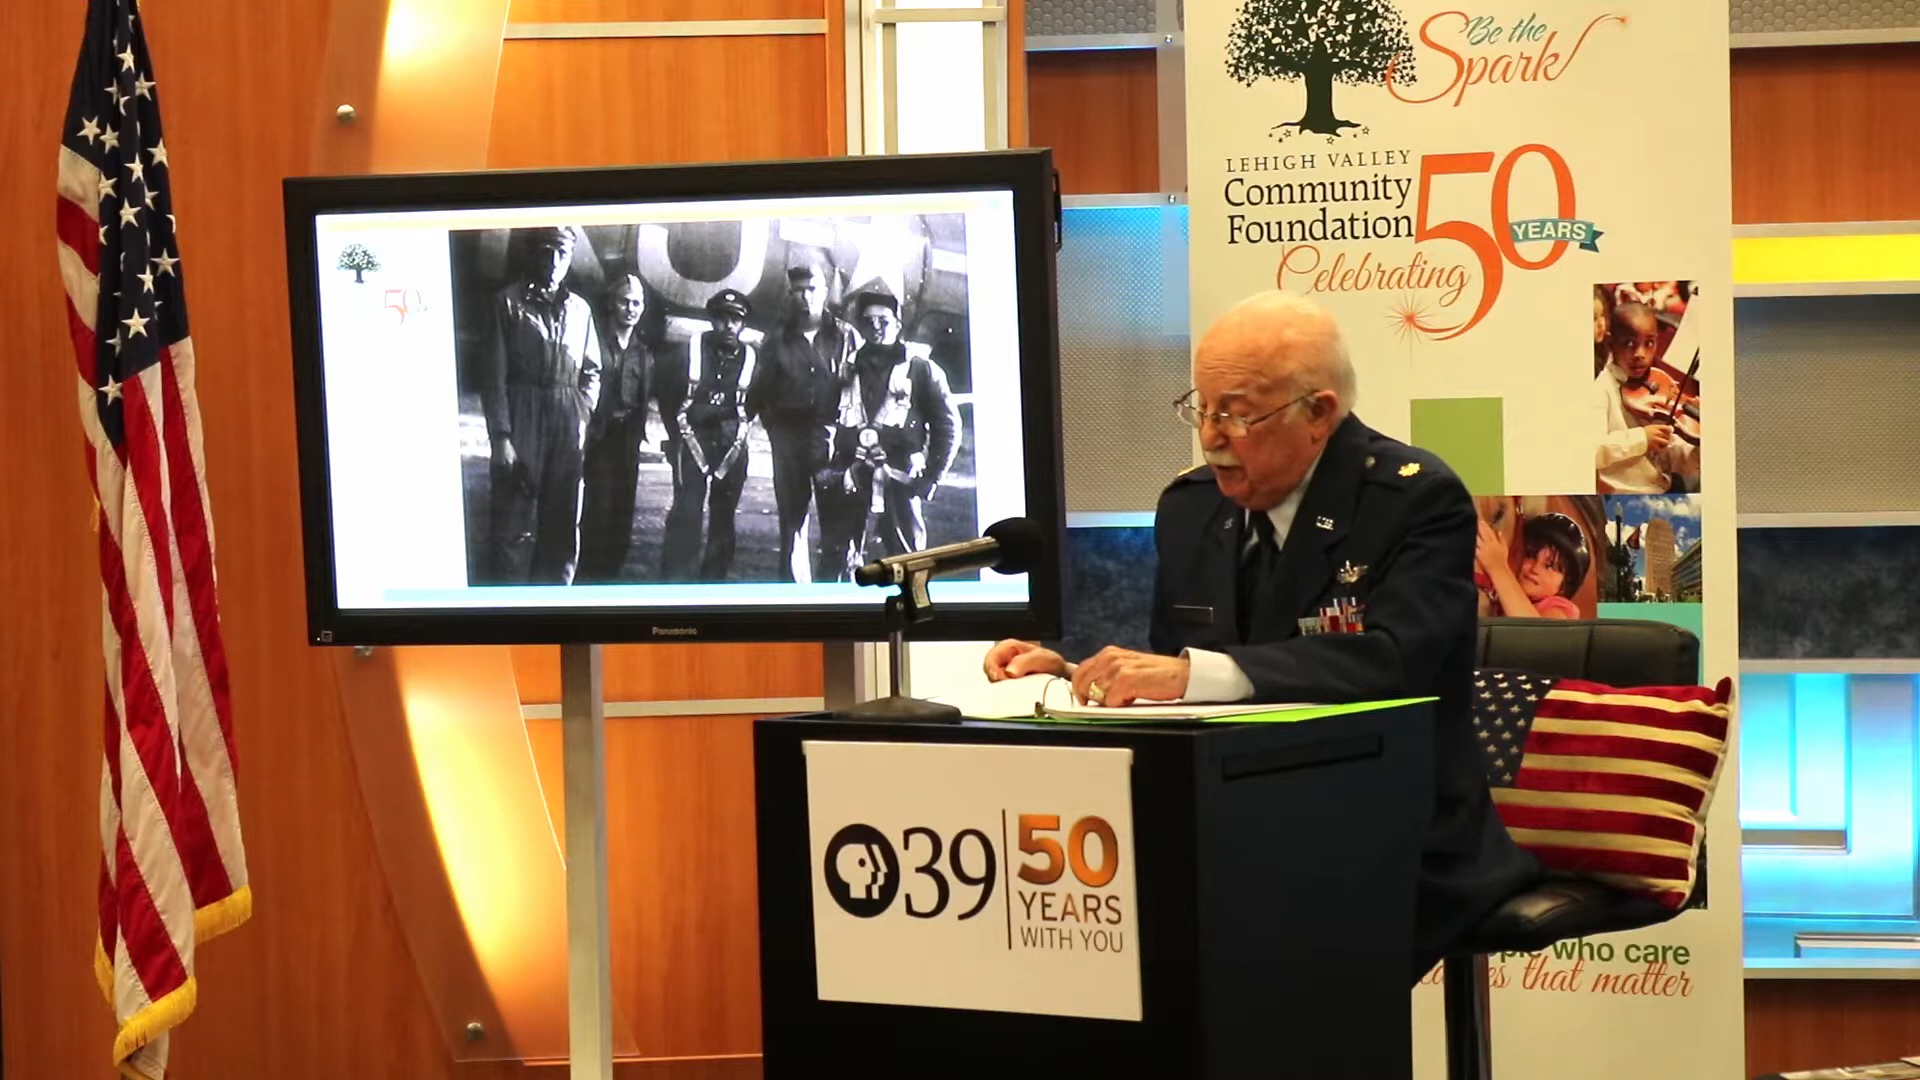 Be the
Spark
LEHIGH VALLEY
Community
Foundation
50
YEARS
Celebrating
50
Panasonic
39
50
YEARS
WITH YOU
who care
that matter